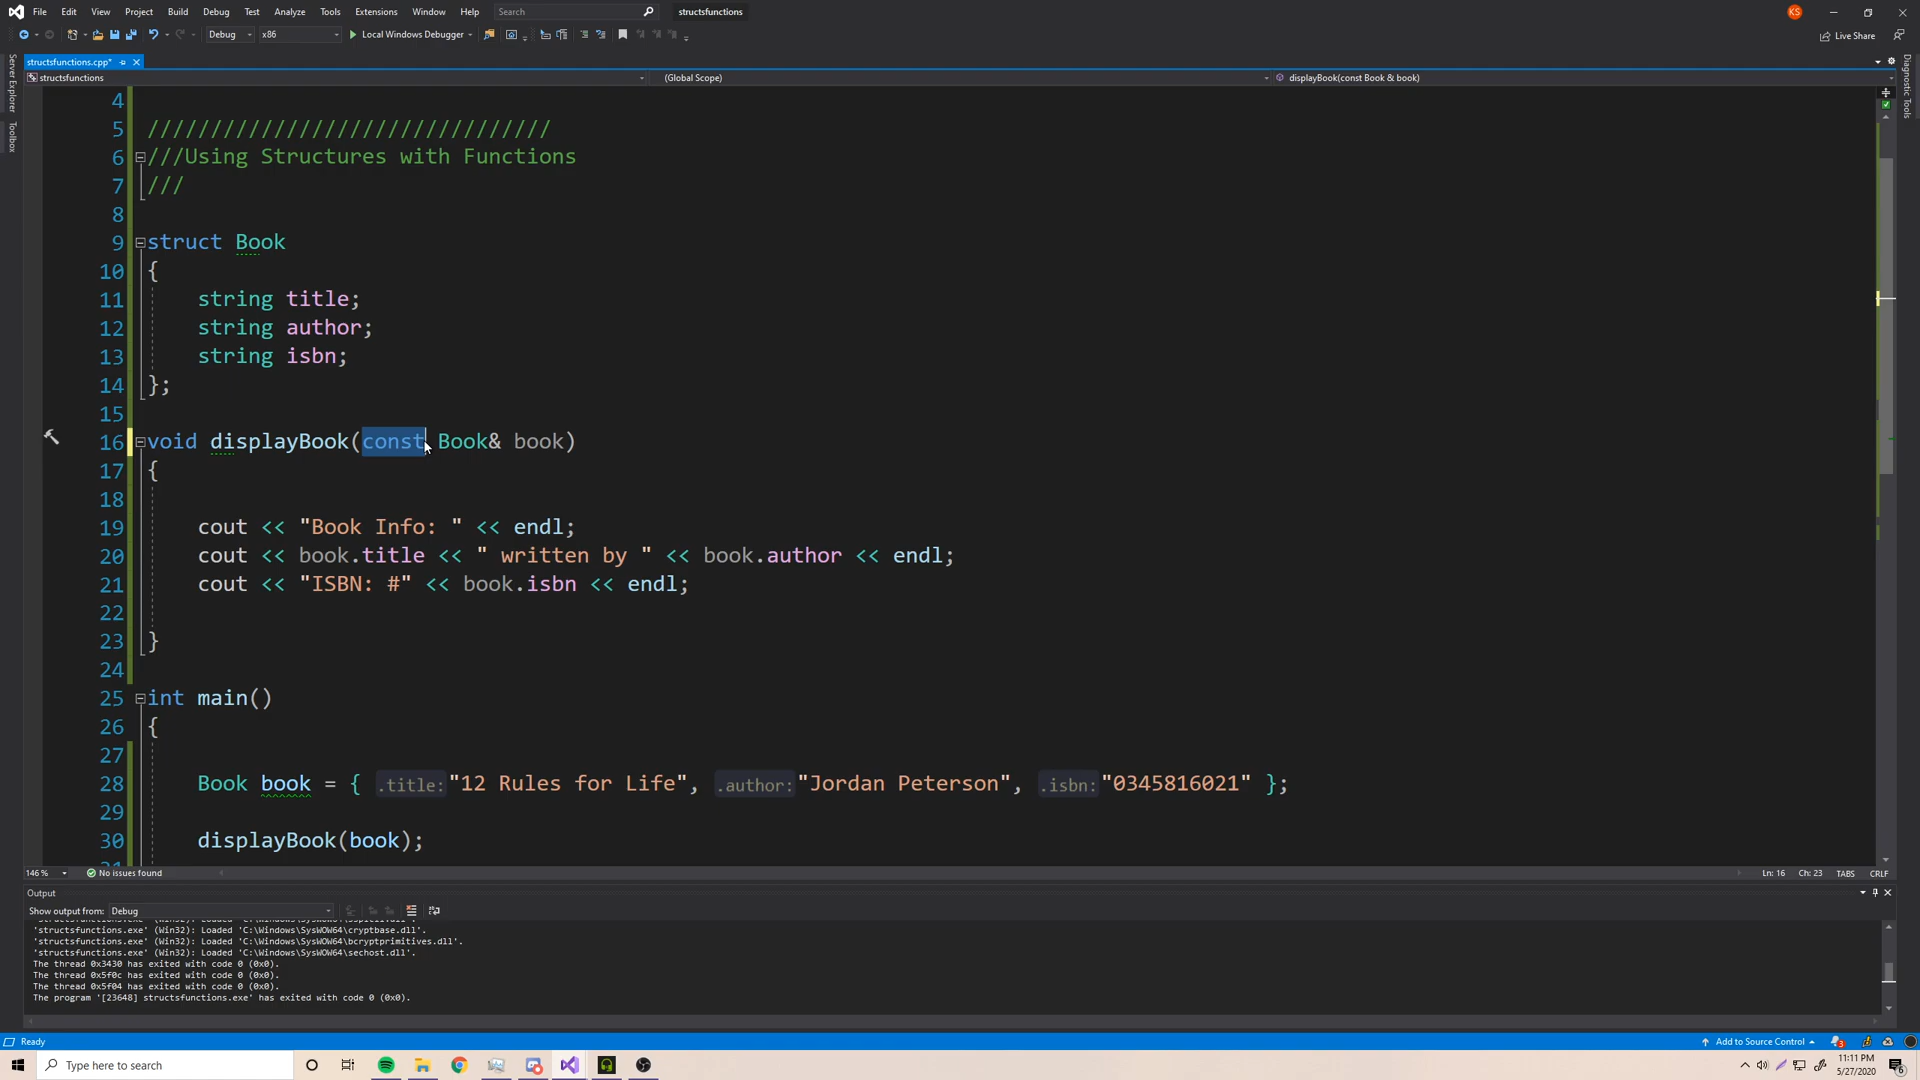 File Edit View Project Build Debug Test Analyze Tools Extensions Window Help Search structsfunctions KS
Debug x86 Local Windows Debugger Live Share
structsfunctions.cpp*
structsfunctions (Global Scope) displayBook(const Book & book)
Server Explorer
Toolbox
Diagnostic Tools
4
5 ////////////////////////////////
6 ///Using Structures with Functions
7 ///
8
9 struct Book
10 {
11 string title;
12 string author;
13 string isbn;
14 };
15
16 void displayBook(const Book& book)
17 {
18
19 cout << "Book Info: " << endl;
20 cout << book.title << " written by " << book.author << endl;
21 cout << "ISBN: #" << book.isbn << endl;
22
23 }
24
25 int main()
26 {
27
28 Book book = { .title:"12 Rules for Life", .author:"Jordan Peterson", .isbn:"0345816021" };
29
30 displayBook(book);
146 % No issues found Ln: 16 Ch: 23 TABS CRLF
Output
Show output from: Debug
'structsfunctions.exe' (Win32): Loaded 'C:\Windows\SysWOW64\cryptbase.dll'.
'structsfunctions.exe' (Win32): Loaded 'C:\Windows\SysWOW64\bcryptprimitives.dll'.
'structsfunctions.exe' (Win32): Loaded 'C:\Windows\SysWOW64\sechost.dll'.
The thread 0x3430 has exited with code 0 (0x0).
The thread 0x5f0c has exited with code 0 (0x0).
The thread 0x5f04 has exited with code 0 (0x0).
The program '[23648] structsfunctions.exe' has exited with code 0 (0x0).
Ready Add to Source Control 3
Type here to search 11:11 PM
5/27/2020 6